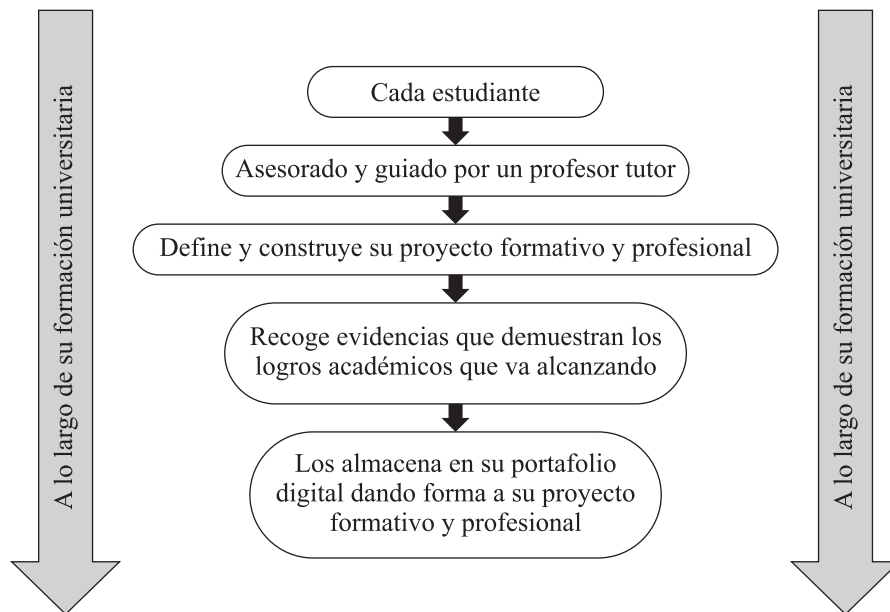 A lo largo de su formación universitaria
Cada estudiante
Asesorado y guiado por un profesor tutor
Define y construye su proyecto formativo y profesional
Recoge evidencias que demuestran los
logros académicos que va alcanzando
Los almacena en su portafolio
digital dando forma a su proyecto
formativo y profesional
A lo largo de su formación universitaria